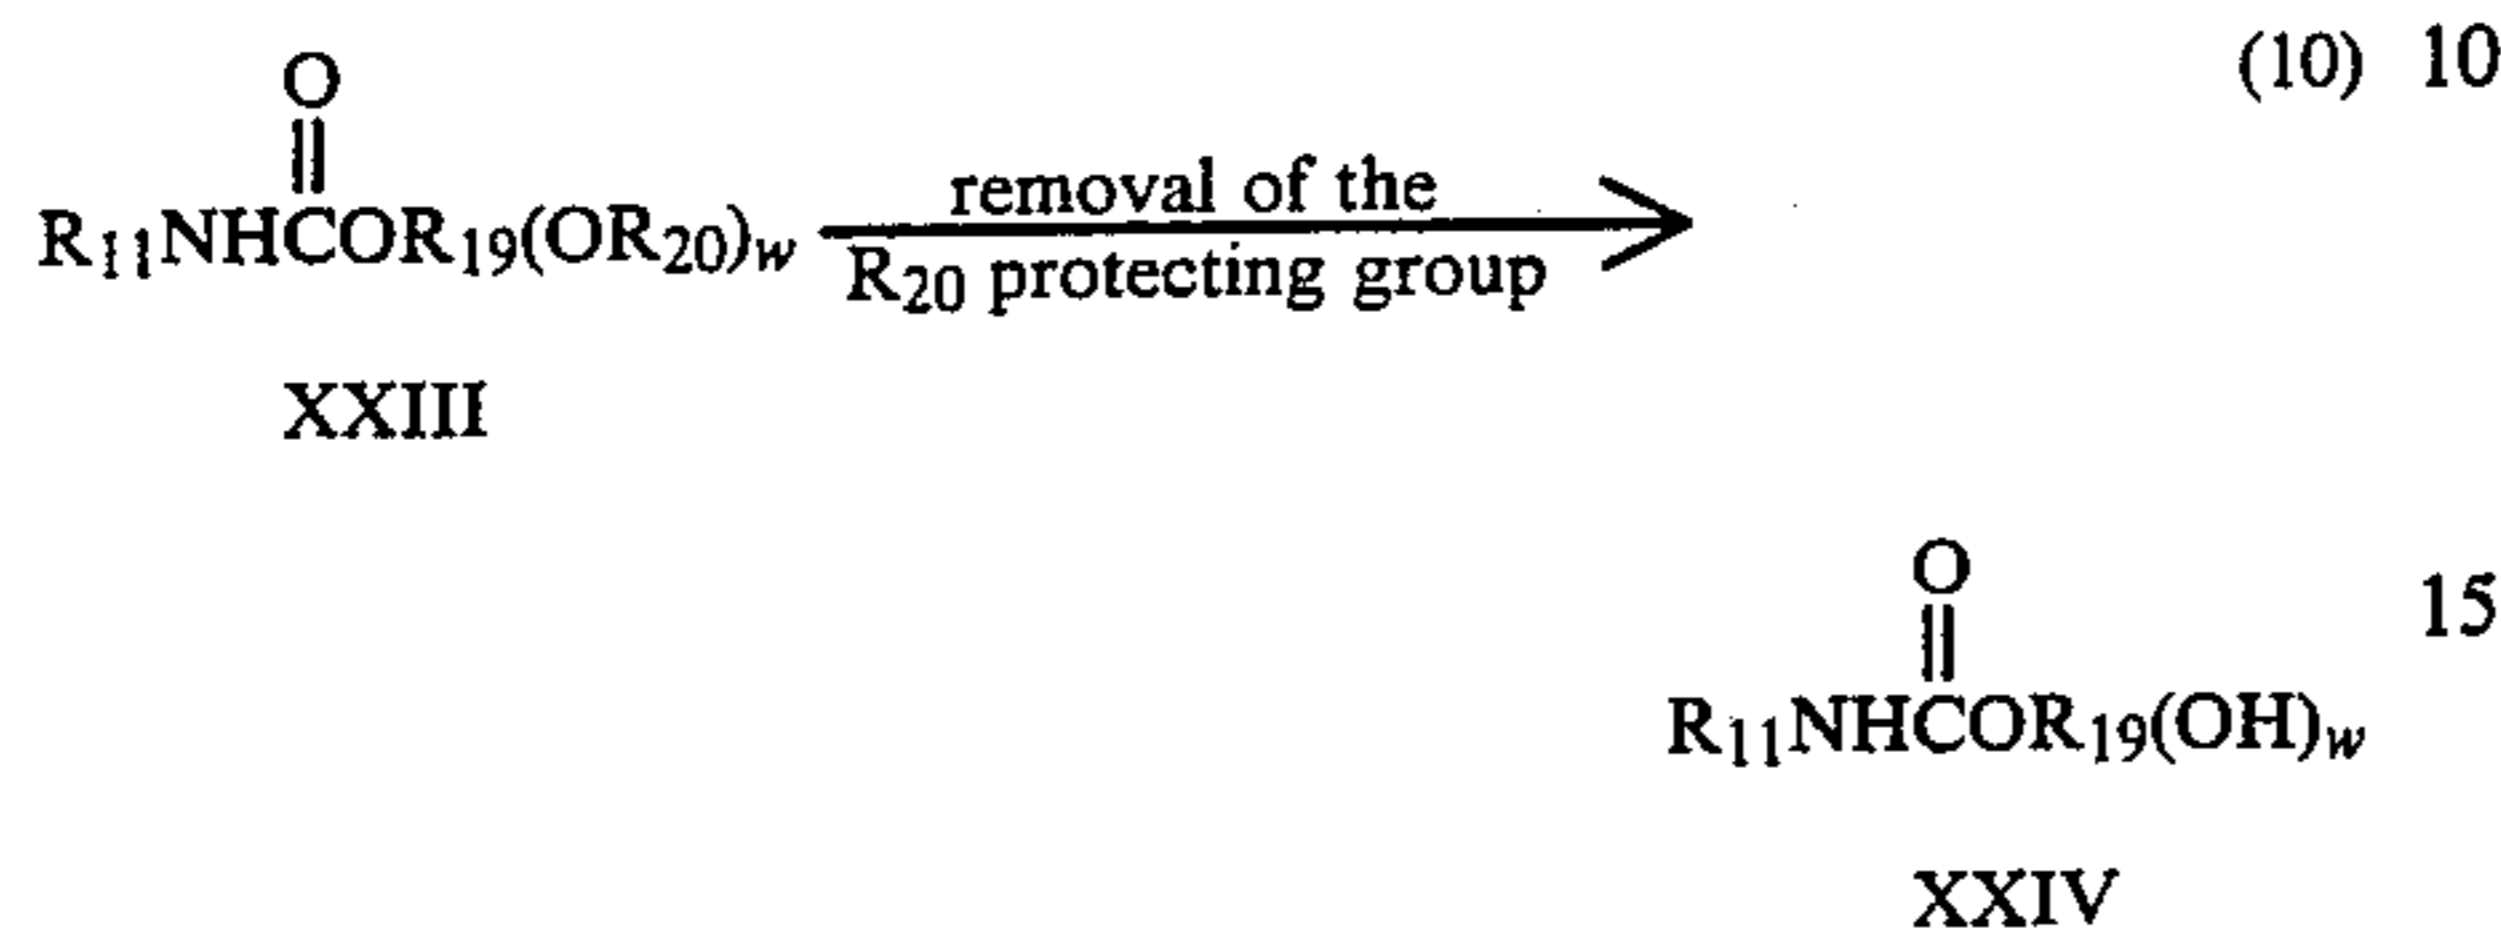 (10) 10
O
removal of the
R11NHCOR19(OR20)w
R20 protecting group
XXIII
O
15
R11NHCOR19(OH)w
XXIV